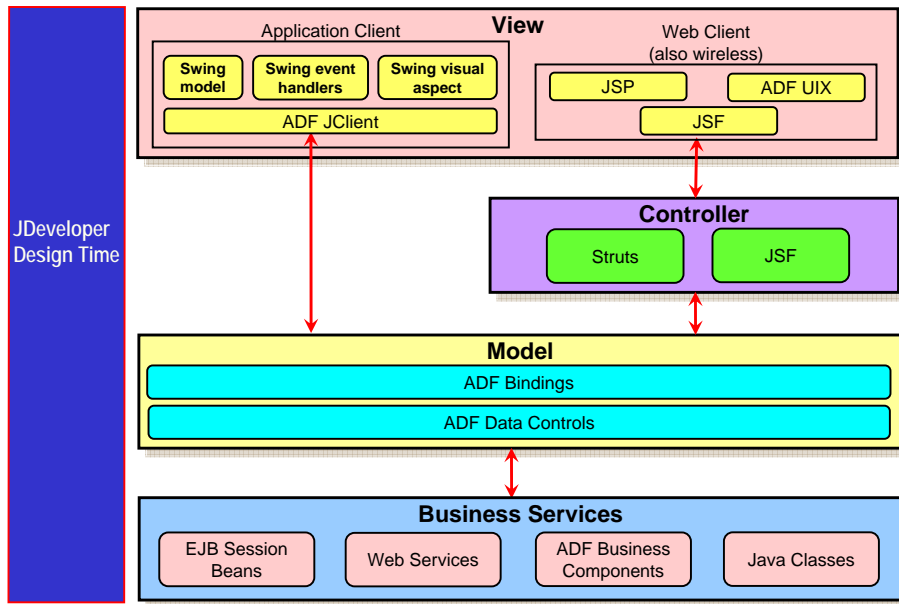 JDeveloper
Design Time
View
Application Client
Swing
model
Swing event
handlers
Swing visual
aspect
ADF JClient
Web Client
(also wireless)
JSP
ADF UIX
JSF
Controller
Struts
JSF
Model
ADF Bindings
ADF Data Controls
Business Services
EJB Session
Beans
Web Services
ADF Business
Components
Java Classes